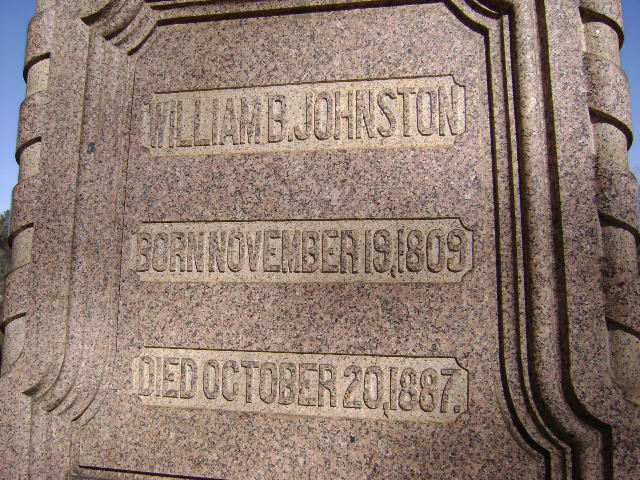 WILLIAM B. JOHNSTON
BORN NOVEMBER 19, 1809
DIED OCTOBER 20, 1887.